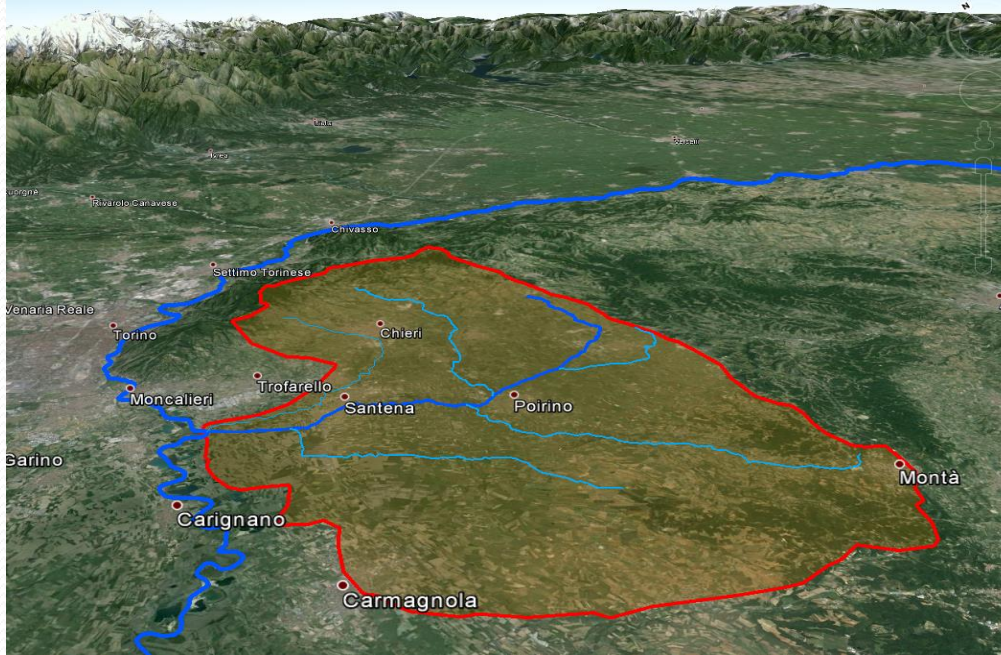 Rivarolo Canavese
Chivasso
Settimo Torinese
Venaria Reale
Torino
Chieri
Trofarello
Moncalieri
Santena
Poirino
Garino
Montà
Carignano
Carmagnola
N